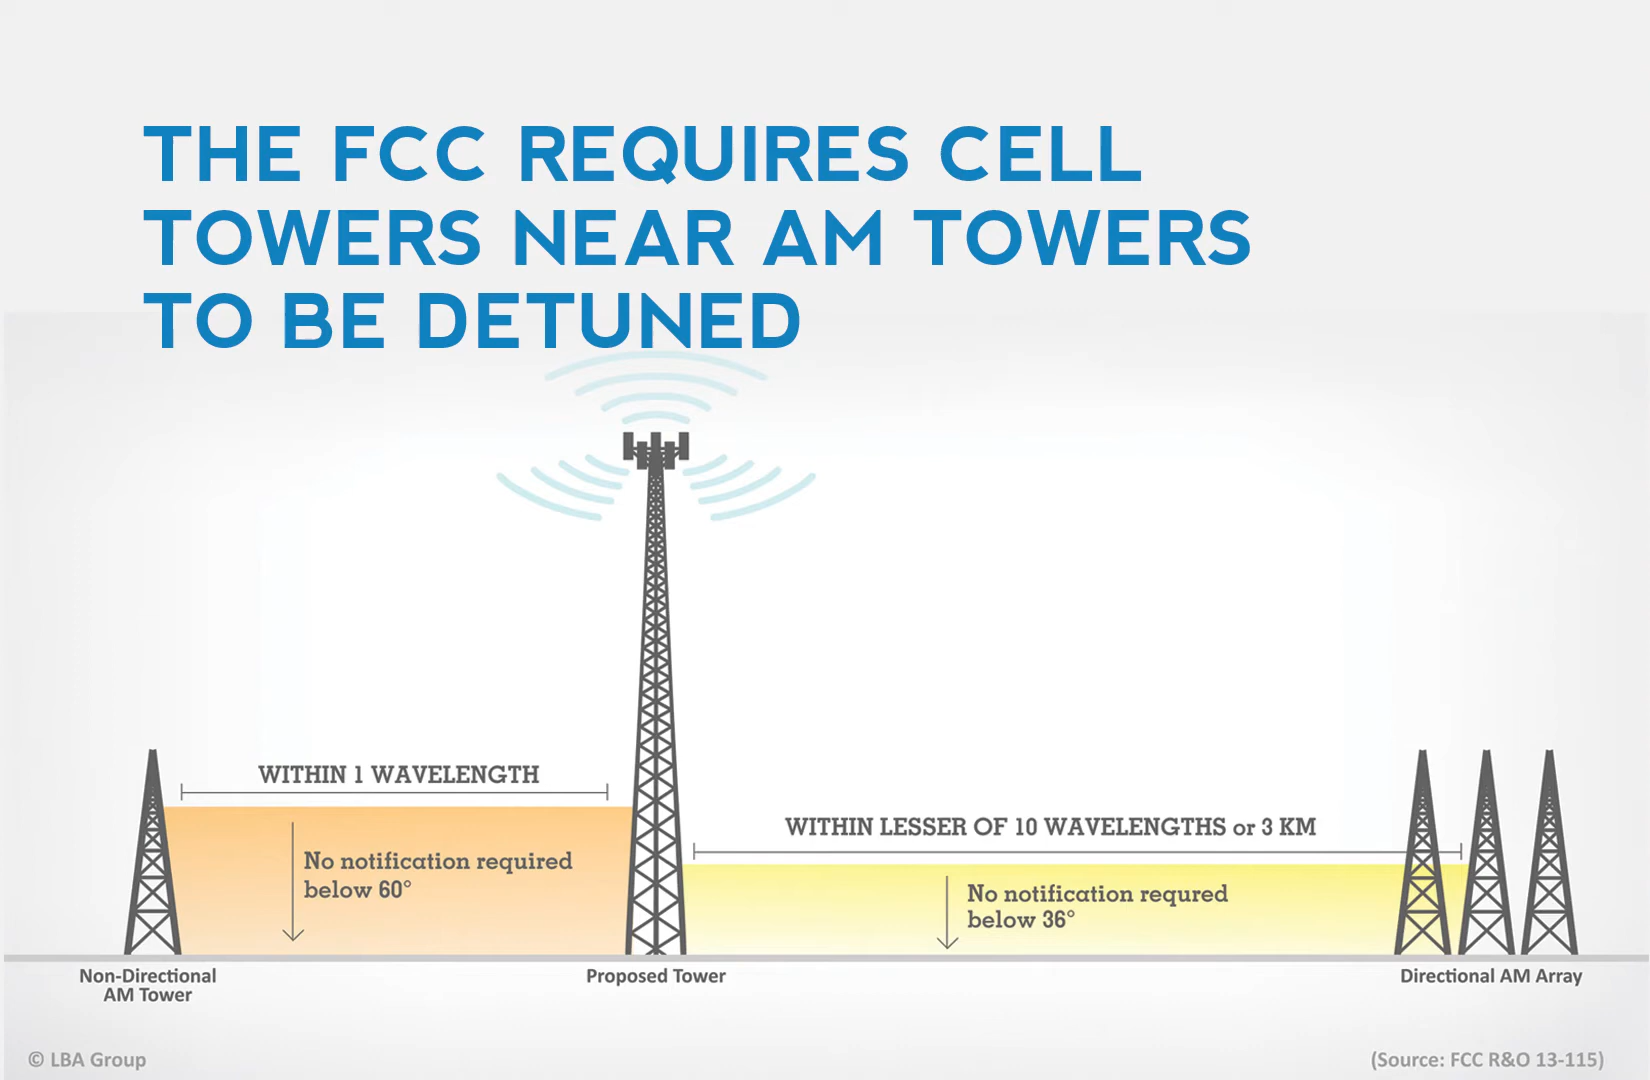 THE FCC REQUIRES CELL
TOWERS NEAR AM TOWERS
TO BE DETUNED
WITHIN 1 WAVELENGTH
No notification required
below 60°
WITHIN LESSER OF 10 WAVELENGTHS or 3 KM
No notification requred
below 36°
Non-Directional
AM Tower
Proposed Tower
Directional AM Array
© LBA Group
(Source: FCC R&O 13-115)